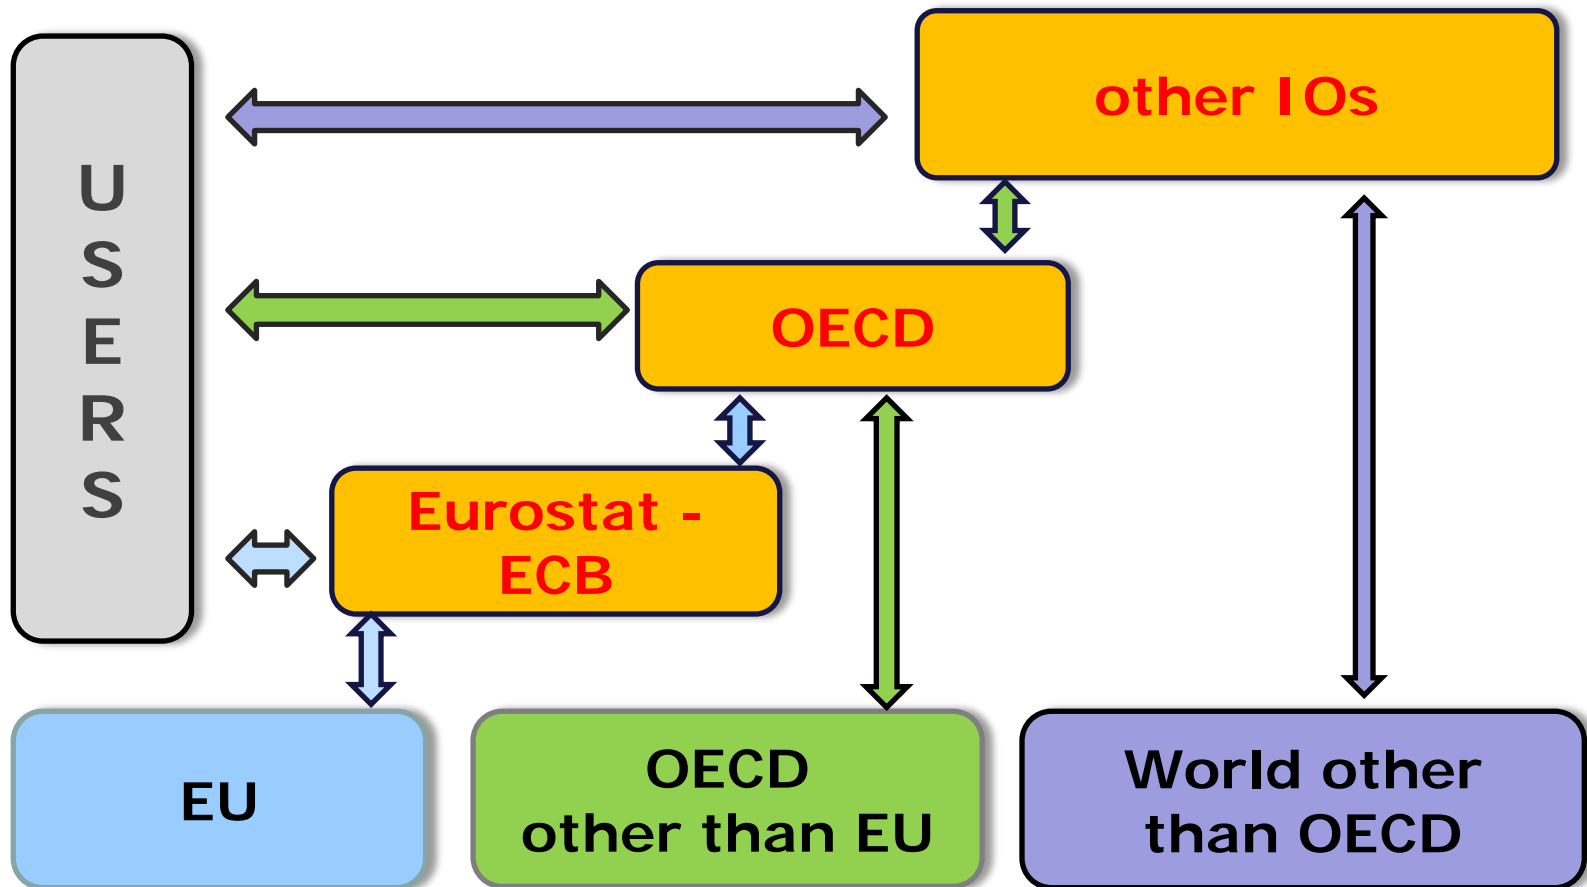 other IOs
U
S
E
R
S
OECD
Eurostat -
ECB
EU
OECD
other than EU
World other
than OECD